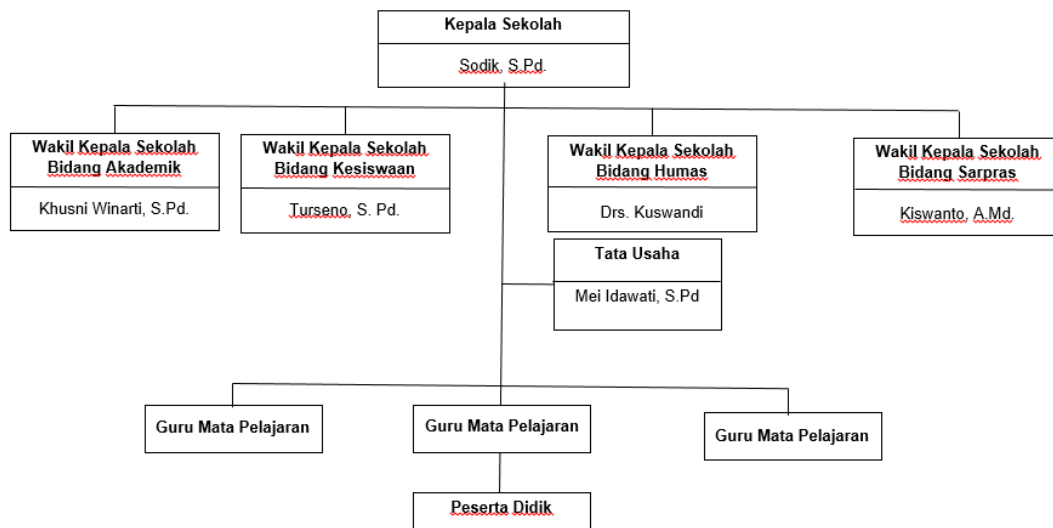 Kepala Sekolah
Sodik, S.Pd.
Wakil Kepala Sekolah
Bidang Akademik
Khusni Winarti, S.Pd.
Wakil Kepala Sekolah
Bidang Kesiswaan
Turseno, S. Pd.
Wakil Kepala Sekolah
Bidang Humas
Drs. Kuswandi
Wakil Kepala Sekolah
Bidang Sarpras
Kiswanto, A.Md.
Tata Usaha
Mei Idawati, S.Pd
Guru Mata Pelajaran
Guru Mata Pelajaran
Guru Mata Pelajaran
Peserta Didik